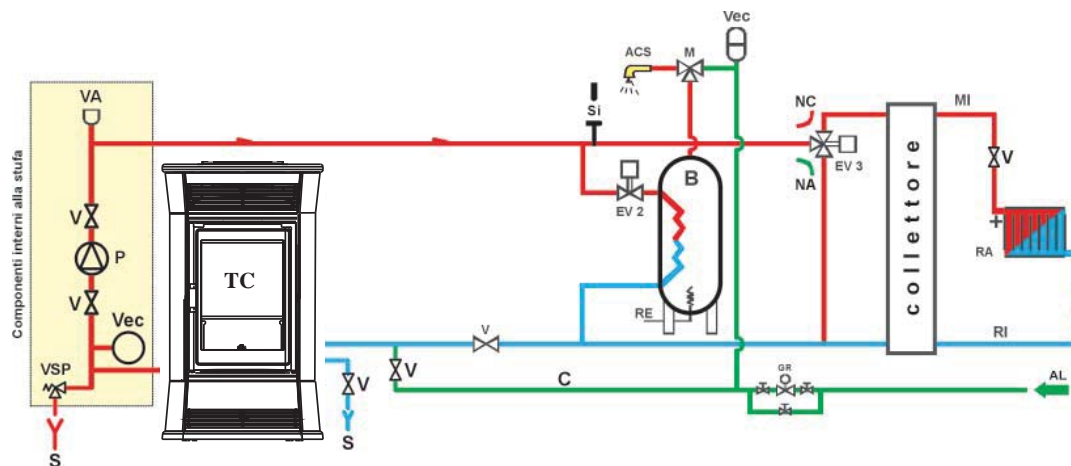 Componenti interni alla stufa
VA
V
P
V
Vec
VSP
S
TC
Si
ACS
M
Vec
EV 2
B
RE
NC
NA
EV 3
collettore
MI
V
RA
RI
V
V
V
S
C
GR
AL